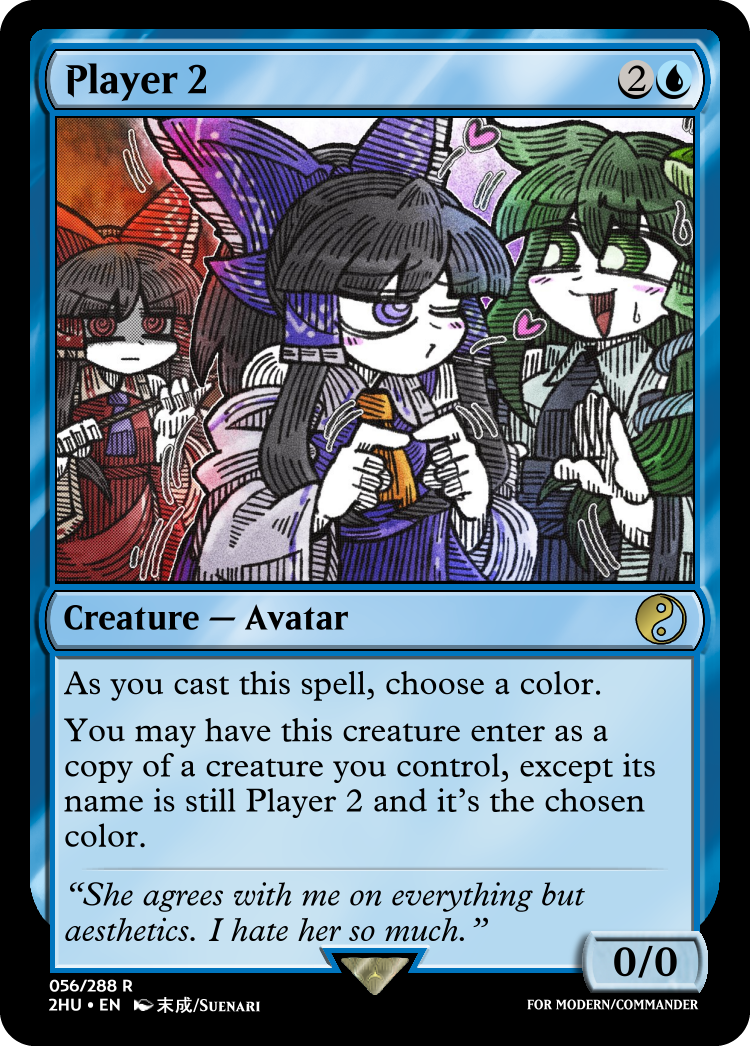 Player 2
2
Creature — Avatar
As you cast this spell, choose a color.
You may have this creature enter as a
copy of a creature you control, except its
name is still Player 2 and it’s the chosen
color.
“She agrees with me on everything but
aesthetics. I hate her so much.”
0/0
056/288 R
2HU • EN 末成/Suenari
FOR MODERN/COMMANDER